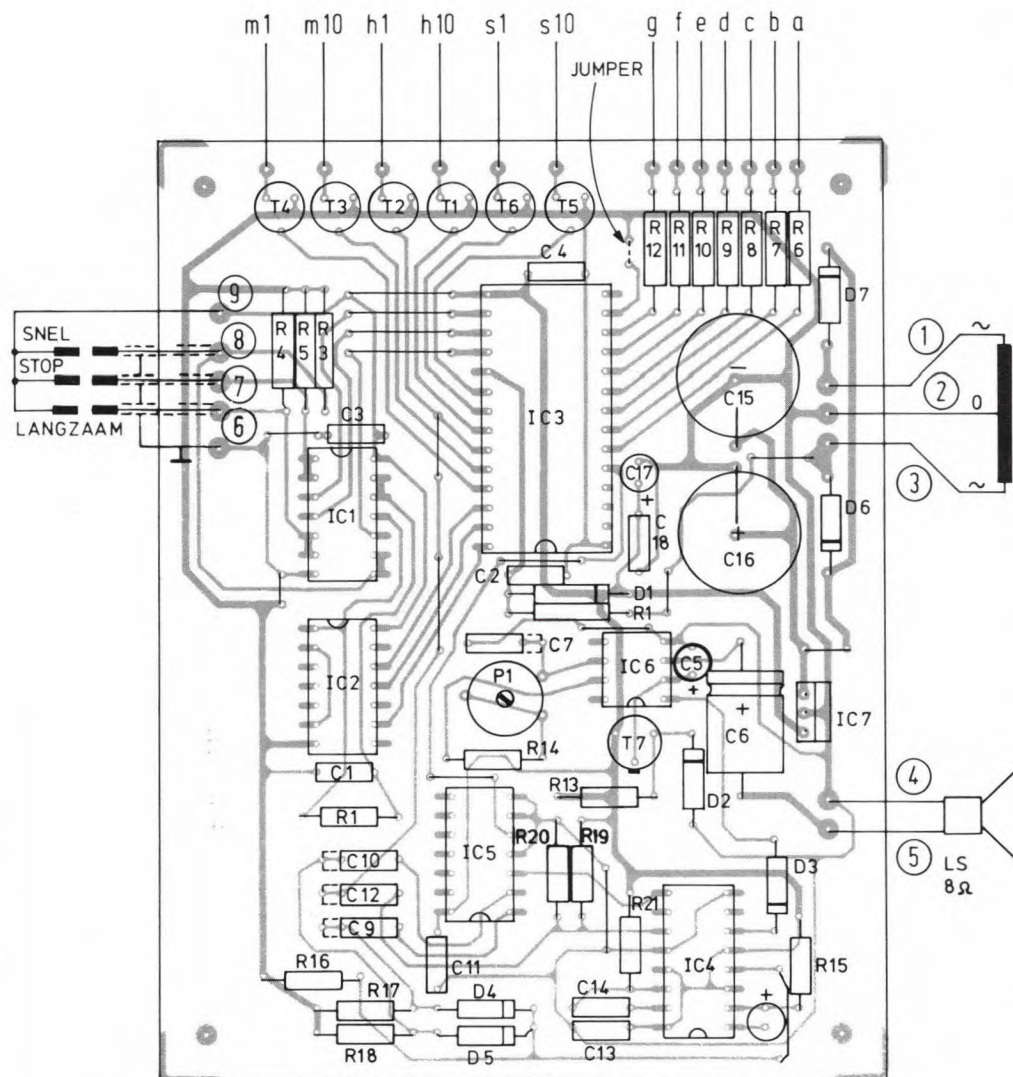 m1 m10 h1 h10 s1 s10 g f e d c b a
JUMPER
T4 T3 T2 T1 T6 T5
R12 R11 R10 R9 R8 R7 R6
C4
D7
9
SNEL
8
R4 R5 R3
1
~
STOP
7
2
0
C15
−
LANGZAAM
6
C3
IC3
3
~
C17
+
IC1
C18
D6
+
C16
C2
D1
R1
C7
IC6
C5
+
IC2
P1
+
C6
IC7
T7
R14
C1
R13
D2
4
R1
R20 R19
IC5
5
LS
8Ω
C10
D3
C12
R21
C9
IC4
R15
C11
R16
C14
+
R17
D4
C13
R18
D5